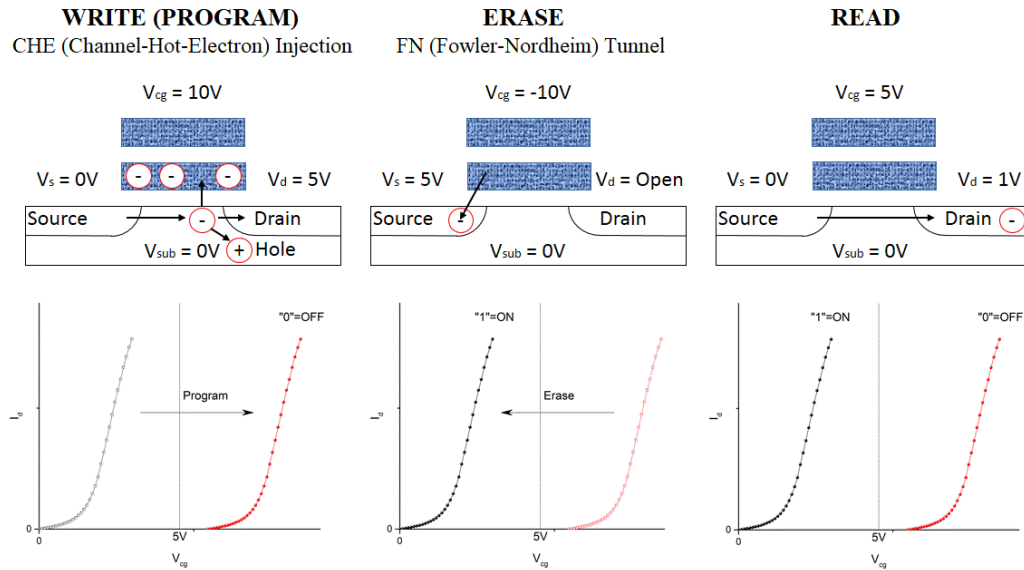 WRITE (PROGRAM)
CHE (Channel-Hot-Electron) Injection
Vcg = 10V
- - -
Vs = 0V
Vd = 5V
Source
-
Drain
Vsub = 0V
+
Hole
"0"=OFF
Program
Id
0
0
5V
Vcg
ERASE
FN (Fowler-Nordheim) Tunnel
Vcg = -10V
Vs = 5V
Vd = Open
Source
-
Drain
Vsub = 0V
"1"=ON
Erase
Id
0
0
5V
Vcg
READ
Vcg = 5V
Vs = 0V
Vd = 1V
Source
Drain
-
Vsub = 0V
"1"=ON
"0"=OFF
Id
0
0
5V
Vcg